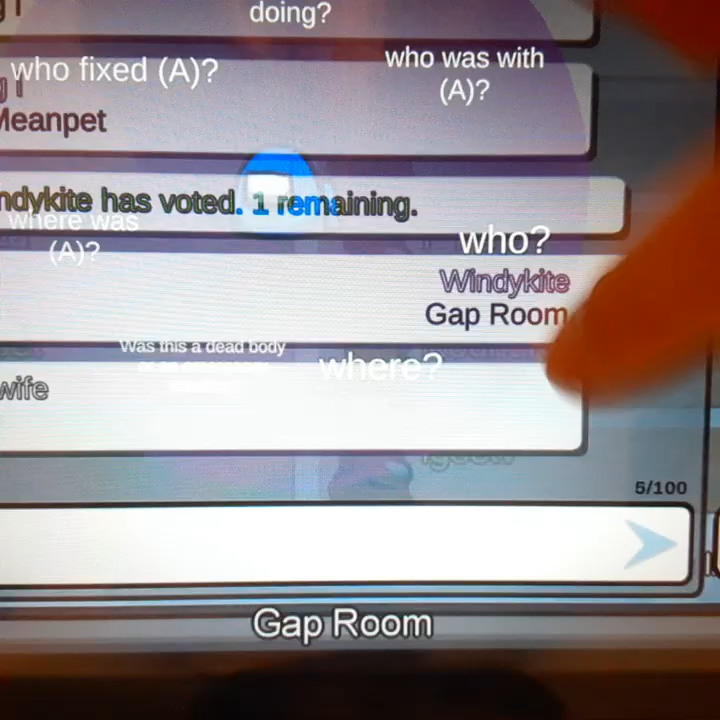 doing?
who fixed (A)?
who was with
(A)?
Meanpet
ndykite has voted. 1 remaining.
where was
(A)?
who?
Windykite
Gap Room
Was this a dead body
where?
wife
5/100
Gap Room